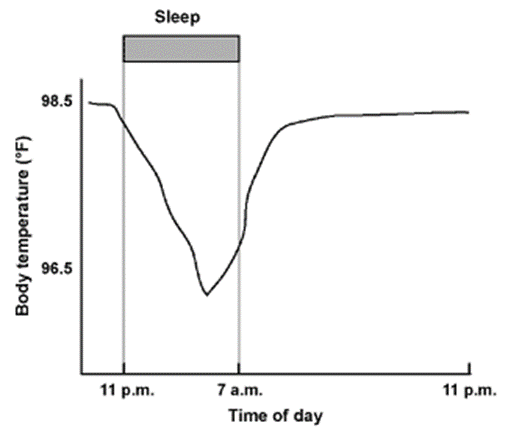 Sleep
98.5
Body temperature (°F)
96.5
11 p.m.
7 a.m.
11 p.m.
Time of day